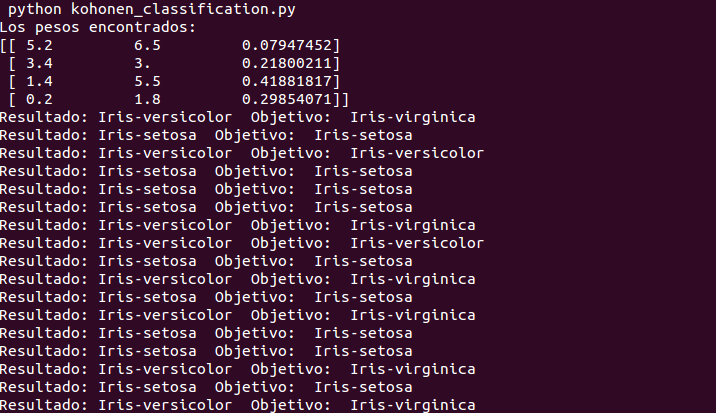 python kohonen_classification.py
Los pesos encontrados:
[[ 5.2         6.5         0.07947452]
 [ 3.4         3.          0.21800211]
 [ 1.4         5.5         0.41881817]
 [ 0.2         1.8         0.29854071]]
Resultado: Iris-versicolor  Objetivo:  Iris-virginica
Resultado: Iris-setosa  Objetivo:  Iris-setosa
Resultado: Iris-versicolor  Objetivo:  Iris-versicolor
Resultado: Iris-setosa  Objetivo:  Iris-setosa
Resultado: Iris-setosa  Objetivo:  Iris-setosa
Resultado: Iris-setosa  Objetivo:  Iris-setosa
Resultado: Iris-versicolor  Objetivo:  Iris-virginica
Resultado: Iris-versicolor  Objetivo:  Iris-versicolor
Resultado: Iris-setosa  Objetivo:  Iris-setosa
Resultado: Iris-versicolor  Objetivo:  Iris-virginica
Resultado: Iris-setosa  Objetivo:  Iris-setosa
Resultado: Iris-versicolor  Objetivo:  Iris-virginica
Resultado: Iris-setosa  Objetivo:  Iris-setosa
Resultado: Iris-setosa  Objetivo:  Iris-setosa
Resultado: Iris-versicolor  Objetivo:  Iris-virginica
Resultado: Iris-setosa  Objetivo:  Iris-setosa
Resultado: Iris-versicolor  Objetivo:  Iris-virginica